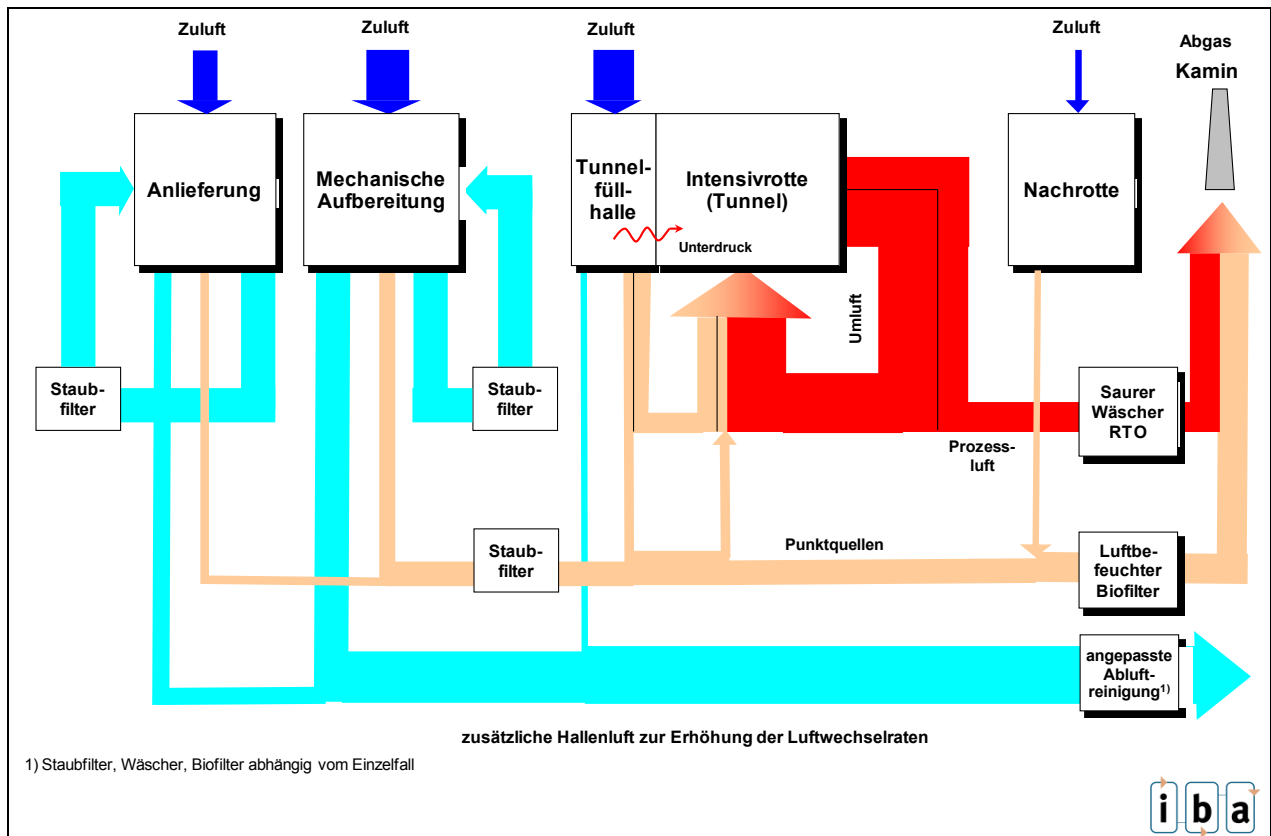 Zuluft
Zuluft
Zuluft
Zuluft
Abgas
Kamin
Anlieferung
Mechanische
Aufbereitung
Tunnel-
füll-
halle
Intensivrotte
(Tunnel)
Unterdruck
Nachrotte
Umluft
Staub-
filter
Staub-
filter
Saurer
Wäscher
RTO
Prozess-
luft
Staub-
filter
Punktquellen
Luftbe-
feuchter
Biofilter
angepasste
Abluft-
reinigung1)
zusätzliche Hallenluft zur Erhöhung der Luftwechselraten
1) Staubfilter, Wäscher, Biofilter abhängig vom Einzelfall
iba